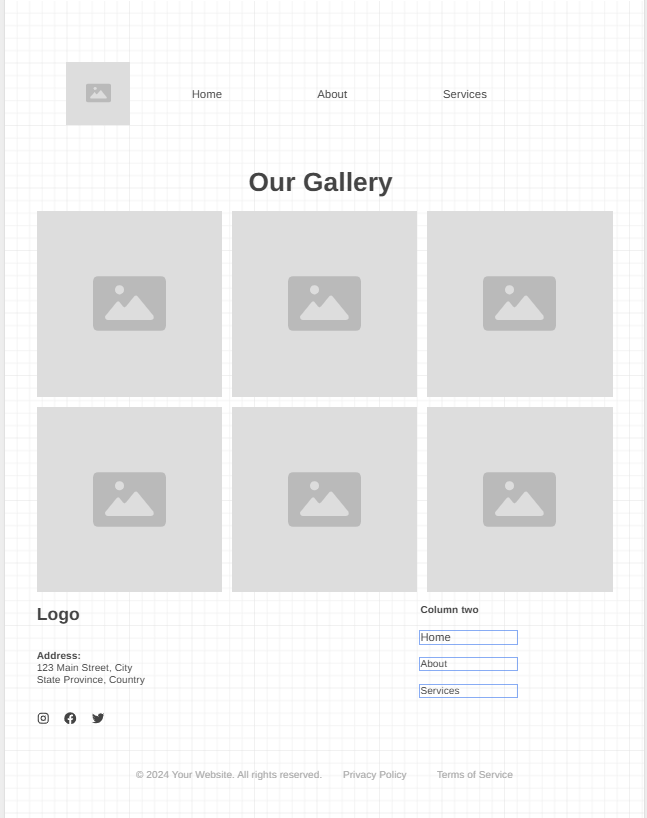 Home
About
Services
Our Gallery
Logo
Address:
123 Main Street, City
State Province, Country
Column two
Home
About
Services
© 2024 Your Website. All rights reserved.
Privacy Policy
Terms of Service